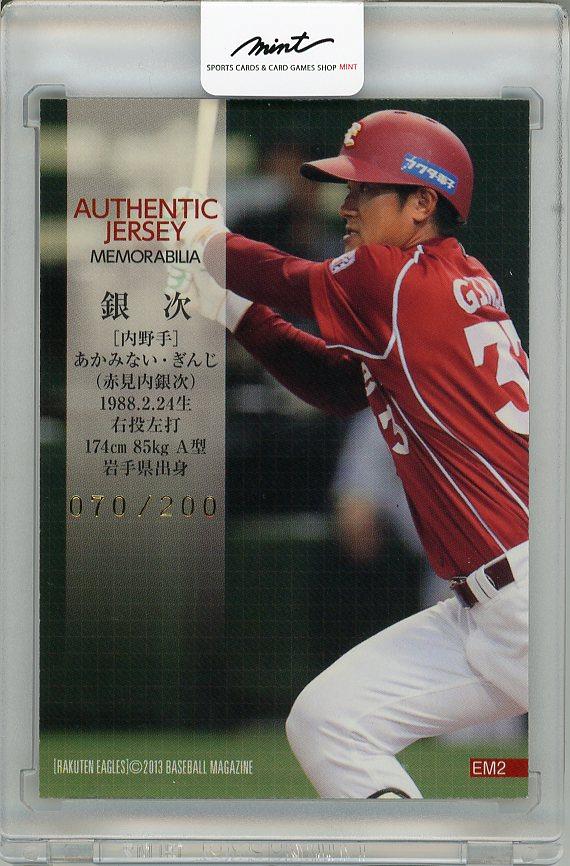 mint
SPORTS CARDS & CARD GAMES SHOP MINT
AUTHENTIC
JERSEY
MEMORABILIA
銀 次
[内野手]
あかみない・ぎんじ
(赤見内銀次)
1988.2.24生
右投左打
174cm 85kg A型
岩手県出身
070/200
E
[RAKUTEN EAGLES]©2013 BASEBALL MAGAZINE
EM2